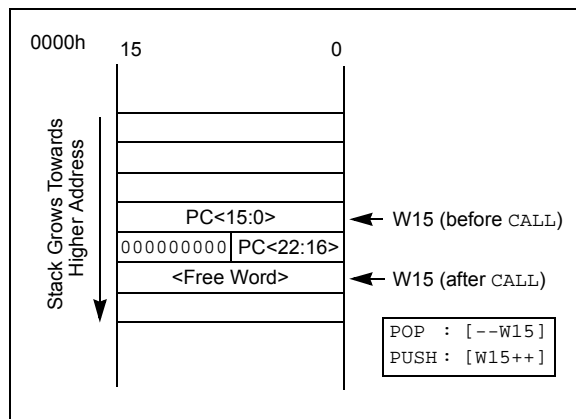 0000h
15 0
Stack Grows Towards
Higher Address
PC<15:0>
W15 (before CALL)
000000000 PC<22:16>
<Free Word>
W15 (after CALL)
POP : [--W15]
PUSH : [W15++]